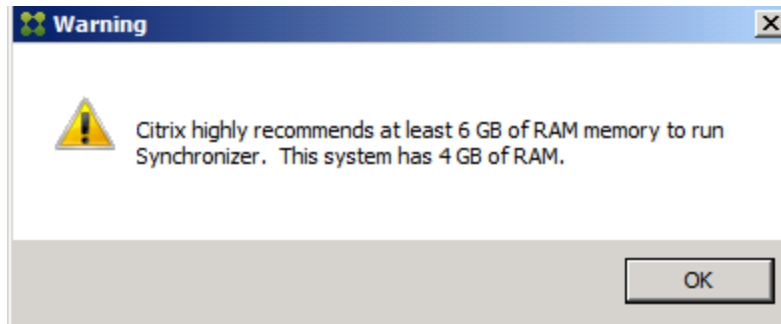 Warning
Citrix highly recommends at least 6 GB of RAM memory to run
Synchronizer.  This system has 4 GB of RAM.
OK